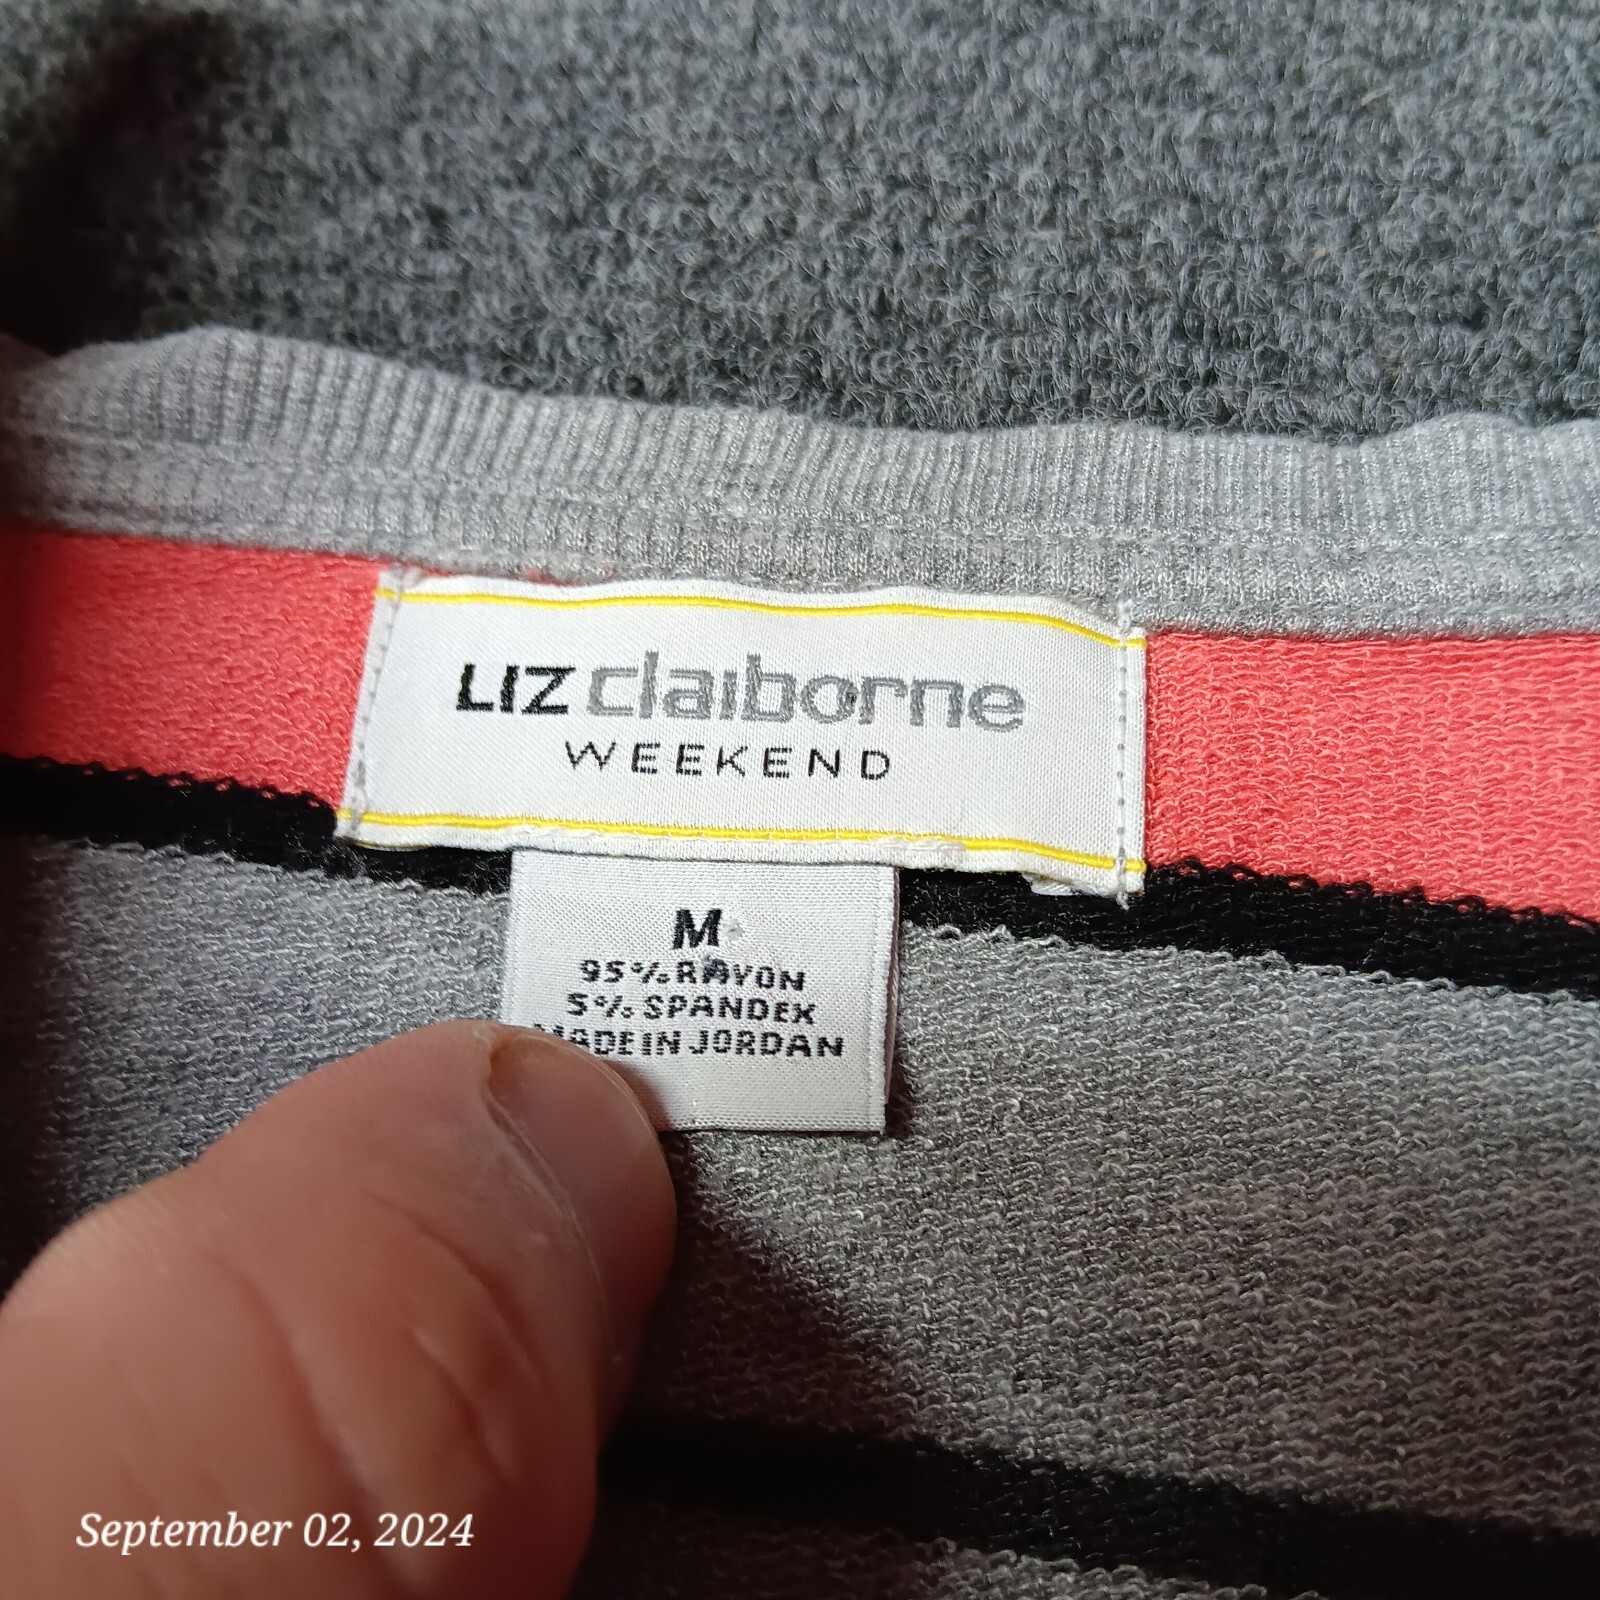 LIZ claiborne
WEEKEND
M
95% RAYON
5% SPANDEX
MADE IN JORDAN
September 02, 2024